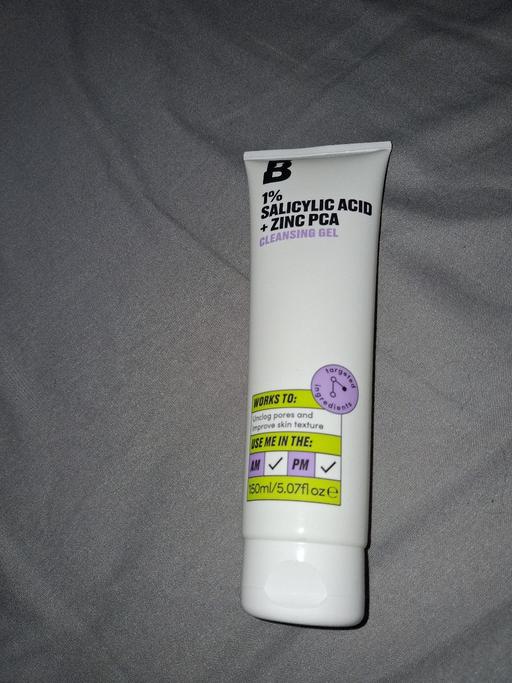 B
1%
SALICYLIC ACID
+ ZINC PCA
CLEANSING GEL
targeted
ingredients
WORKS TO:
Unclog pores and
improve skin texture
USE ME IN THE:
AM ✓ PM ✓
150ml/5.07fl oz ℮